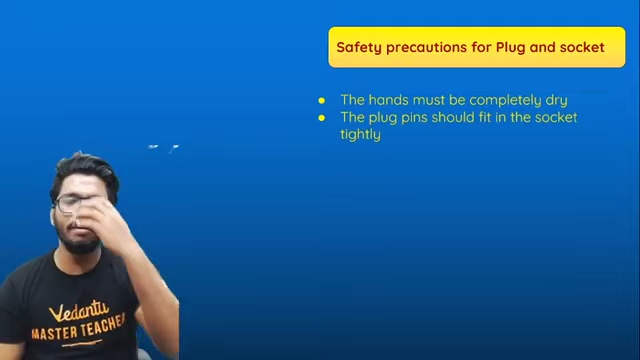 Safety precautions for Plug and socket
● The hands must be completely dry
● The plug pins should fit in the socket
tightly
Vedantu
MASTER TEACHER